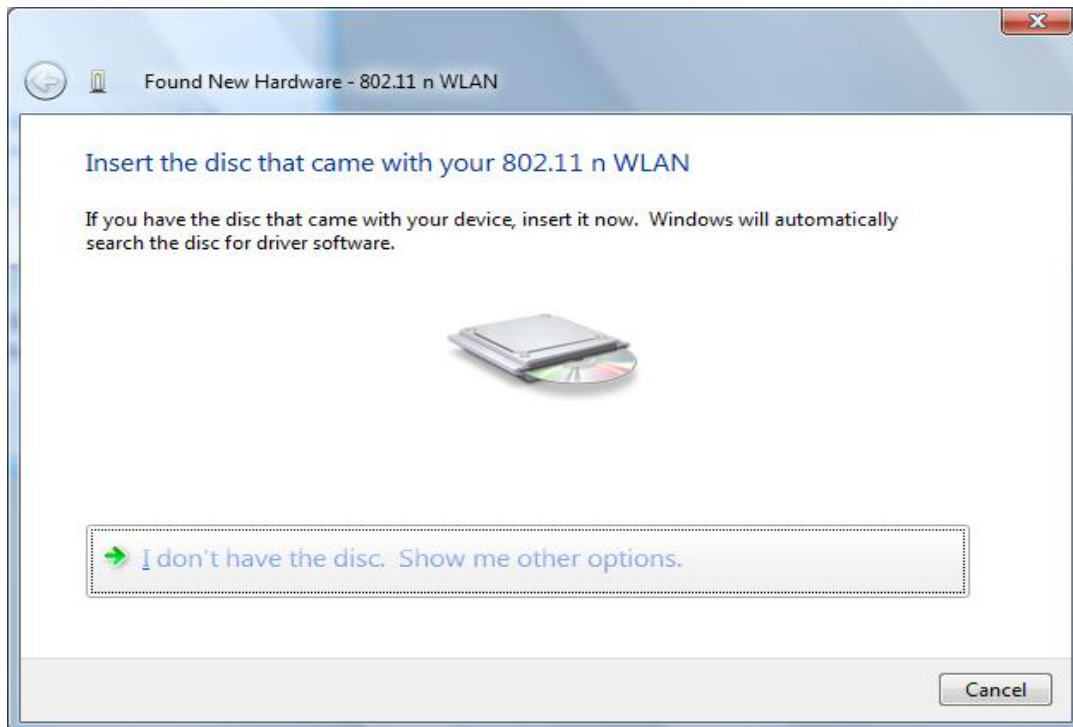 Found New Hardware - 802.11 n WLAN
Insert the disc that came with your 802.11 n WLAN
If you have the disc that came with your device, insert it now.  Windows will automatically
search the disc for driver software.
I don't have the disc.  Show me other options.
Cancel